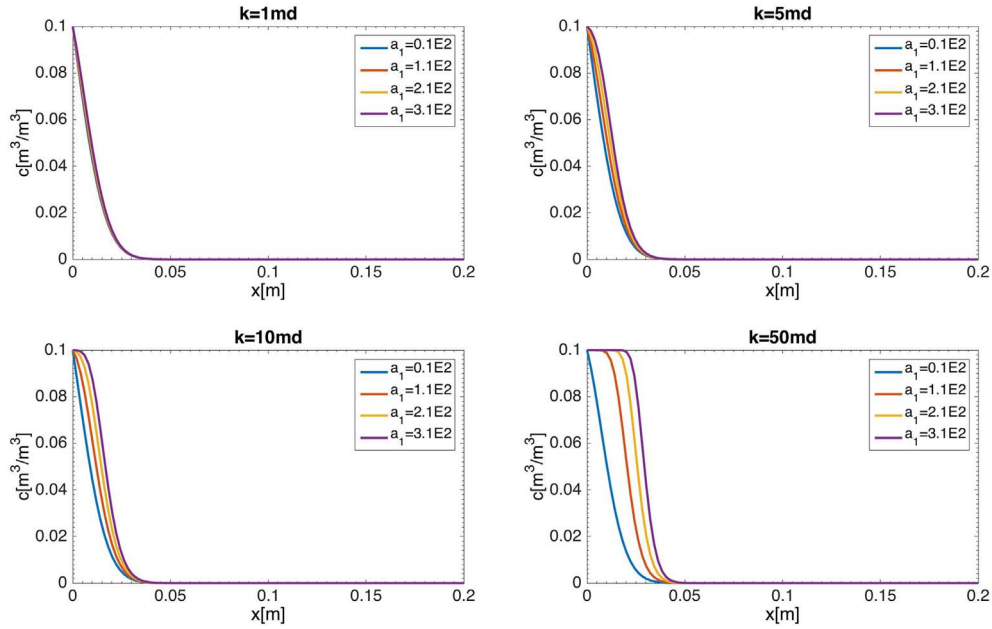 k=1md
0.1
0.08
0.06
0.04
0.02
0
c[m³/m³]
a₁=0.1E2
a₁=1.1E2
a₁=2.1E2
a₁=3.1E2
0 0.05 0.1 0.15 0.2
x[m]
k=5md
0.1
0.08
0.06
0.04
0.02
0
c[m³/m³]
a₁=0.1E2
a₁=1.1E2
a₁=2.1E2
a₁=3.1E2
0 0.05 0.1 0.15 0.2
x[m]
k=10md
0.1
0.08
0.06
0.04
0.02
0
c[m³/m³]
a₁=0.1E2
a₁=1.1E2
a₁=2.1E2
a₁=3.1E2
0 0.05 0.1 0.15 0.2
x[m]
k=50md
0.1
0.08
0.06
0.04
0.02
0
c[m³/m³]
a₁=0.1E2
a₁=1.1E2
a₁=2.1E2
a₁=3.1E2
0 0.05 0.1 0.15 0.2
x[m]